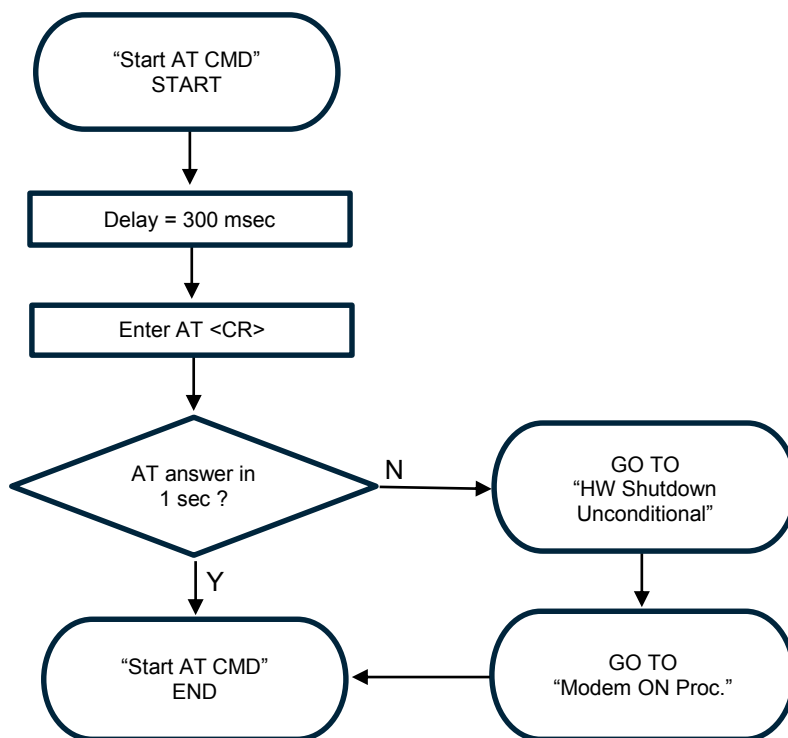 “Start AT CMD”
START
Delay = 300 msec
Enter AT <CR>
AT answer in
1 sec ?
N
GO TO
“HW Shutdown
Unconditional”
Y
“Start AT CMD”
END
GO TO
“Modem ON Proc.”